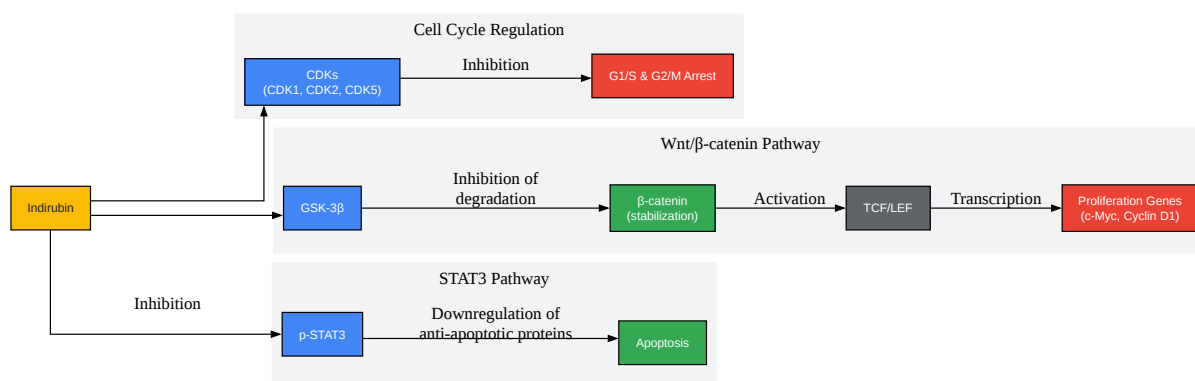 Cell Cycle Regulation
CDKs
(CDK1, CDK2, CDK5)
Inhibition
G1/S & G2/M Arrest
Wnt/β-catenin Pathway
Indirubin
GSK-3β
Inhibition of
degradation
β-catenin
(stabilization)
Activation
TCF/LEF
Transcription
Proliferation Genes
(c-Myc, Cyclin D1)
STAT3 Pathway
Inhibition
p-STAT3
Downregulation of
anti-apoptotic proteins
Apoptosis